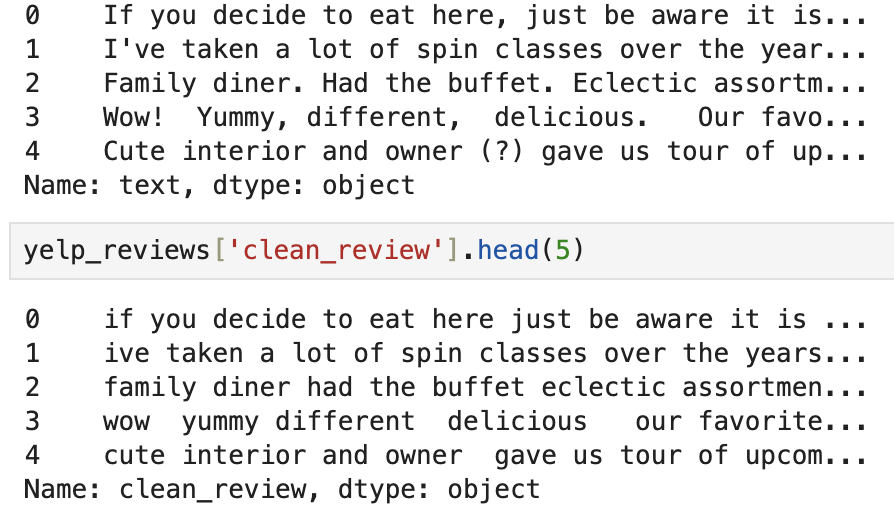 0    If you decide to eat here, just be aware it is...
1    I've taken a lot of spin classes over the year...
2    Family diner. Had the buffet. Eclectic assortm...
3    Wow!  Yummy, different,  delicious.   Our favo...
4    Cute interior and owner (?) gave us tour of up...
Name: text, dtype: object
yelp_reviews['clean_review'].head(5)
0    if you decide to eat here just be aware it is ...
1    ive taken a lot of spin classes over the years...
2    family diner had the buffet eclectic assortmen...
3    wow  yummy different  delicious   our favorite...
4    cute interior and owner  gave us tour of upcom...
Name: clean_review, dtype: object